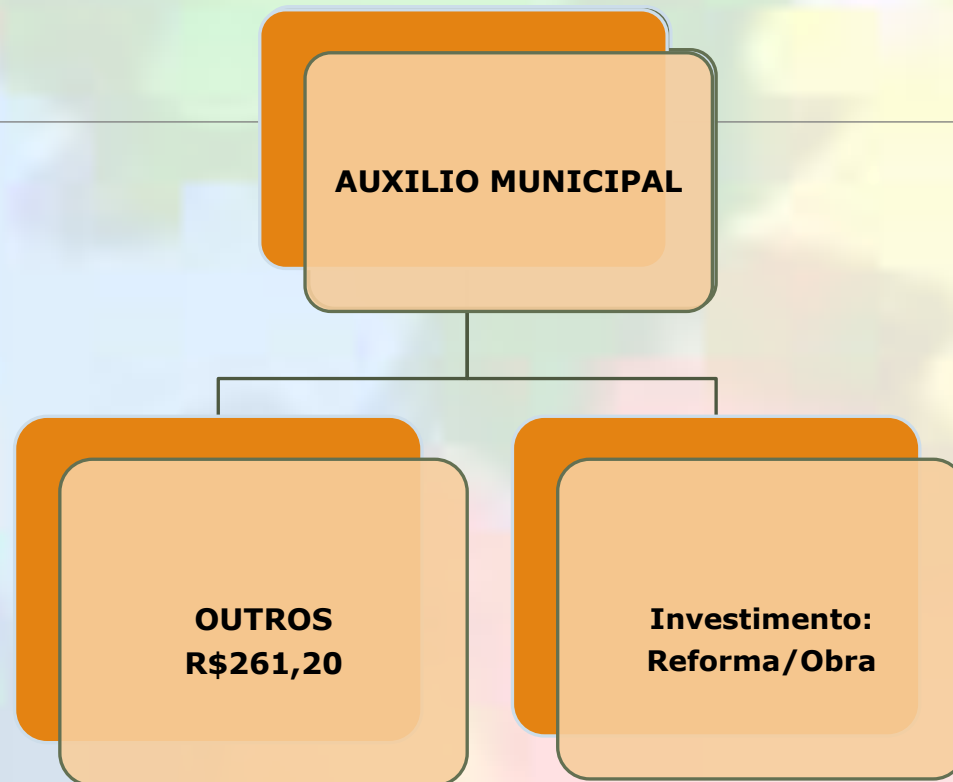 AUXILIO MUNICIPAL
OUTROS
R$261,20
Investimento:
Reforma/Obra